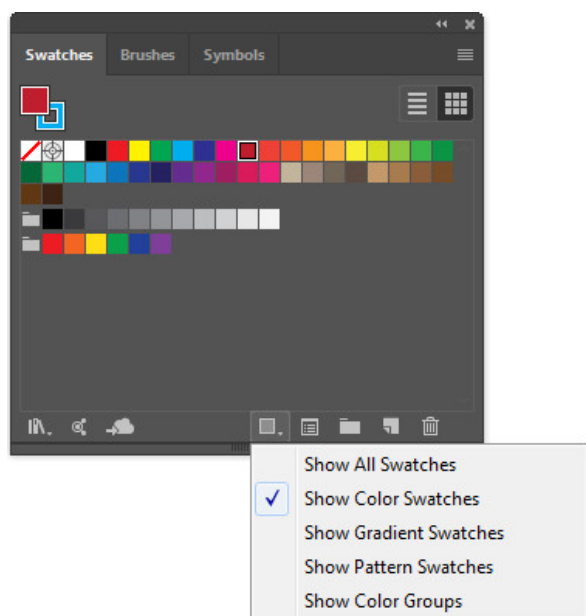 Swatches Brushes Symbols
Show All Swatches
Show Color Swatches
Show Gradient Swatches
Show Pattern Swatches
Show Color Groups